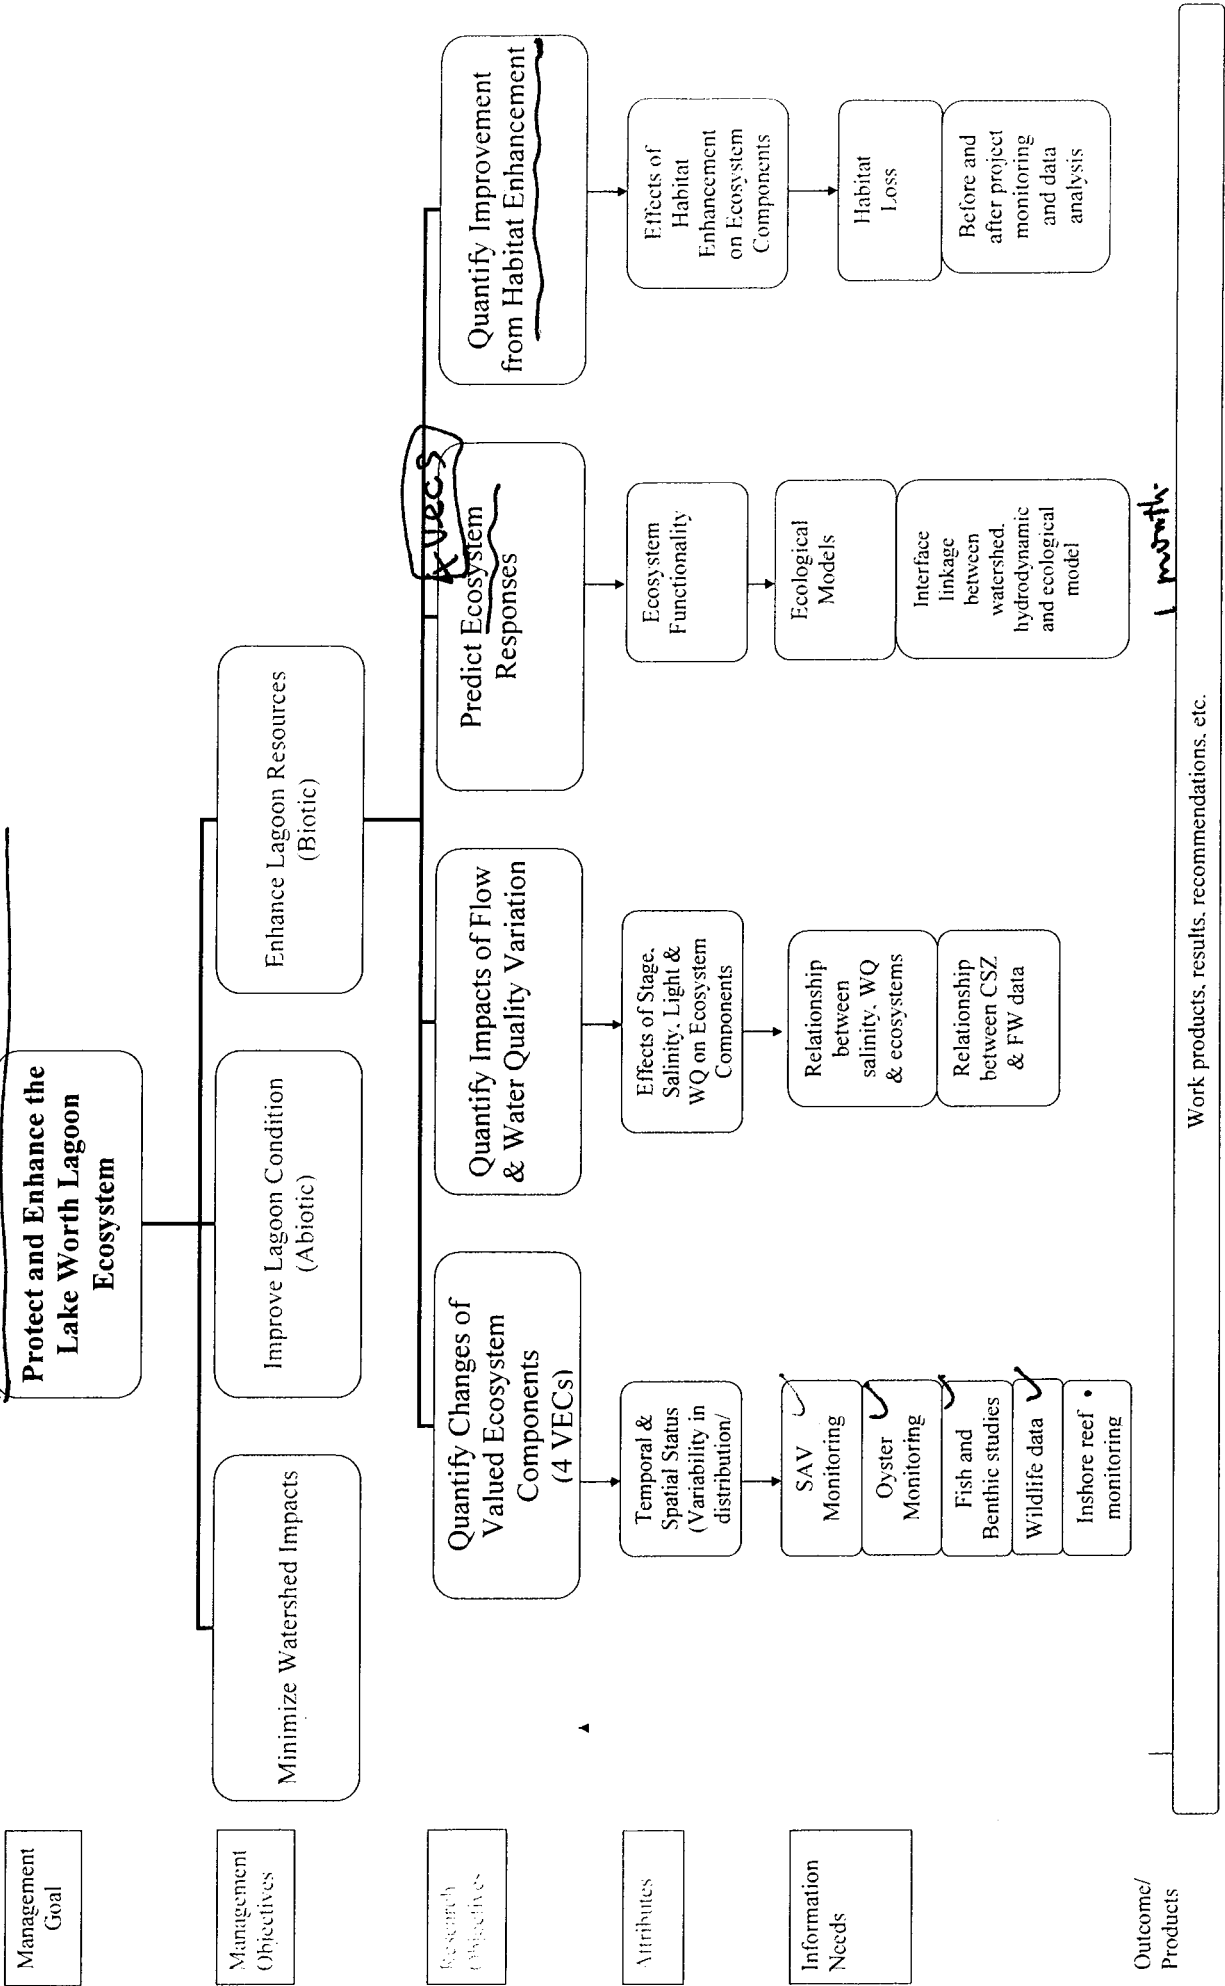 Management
Goal
Protect and Enhance the
Lake Worth Lagoon
Ecosystem
Management
Objectives
Minimize Watershed Impacts
Improve Lagoon Condition
(Abiotic)
Enhance Lagoon Resources
(Biotic)
Research
Objectives
Quantify Changes of
Valued Ecosystem
Components
(4 VECs)
Quantify Impacts of Flow
& Water Quality Variation
Predict Ecosystem
Responses
VECS
Quantify Improvement
from Habitat Enhancement
Attributes
Temporal &
Spatial Status
(Variability in
distribution/
Effects of Stage,
Salinity, Light &
WQ on Ecosystem
Components
Ecosystem
Functionality
Effects of
Habitat
Enhancement
on Ecosystem
Components
Information
Needs
SAV
Monitoring
Oyster
Monitoring
Fish and
Benthic studies
Wildlife data
Inshore reef
monitoring
Relationship
between
salinity, WQ
& ecosystems
Relationship
between CSZ
& FW data
Ecological
Models
Interface
linkage
between
watershed,
hydrodynamic
and ecological
model
Habitat
Loss
Before and
after project
monitoring
and data
analysis
1 month
Outcome/
Products
Work products, results, recommendations, etc.